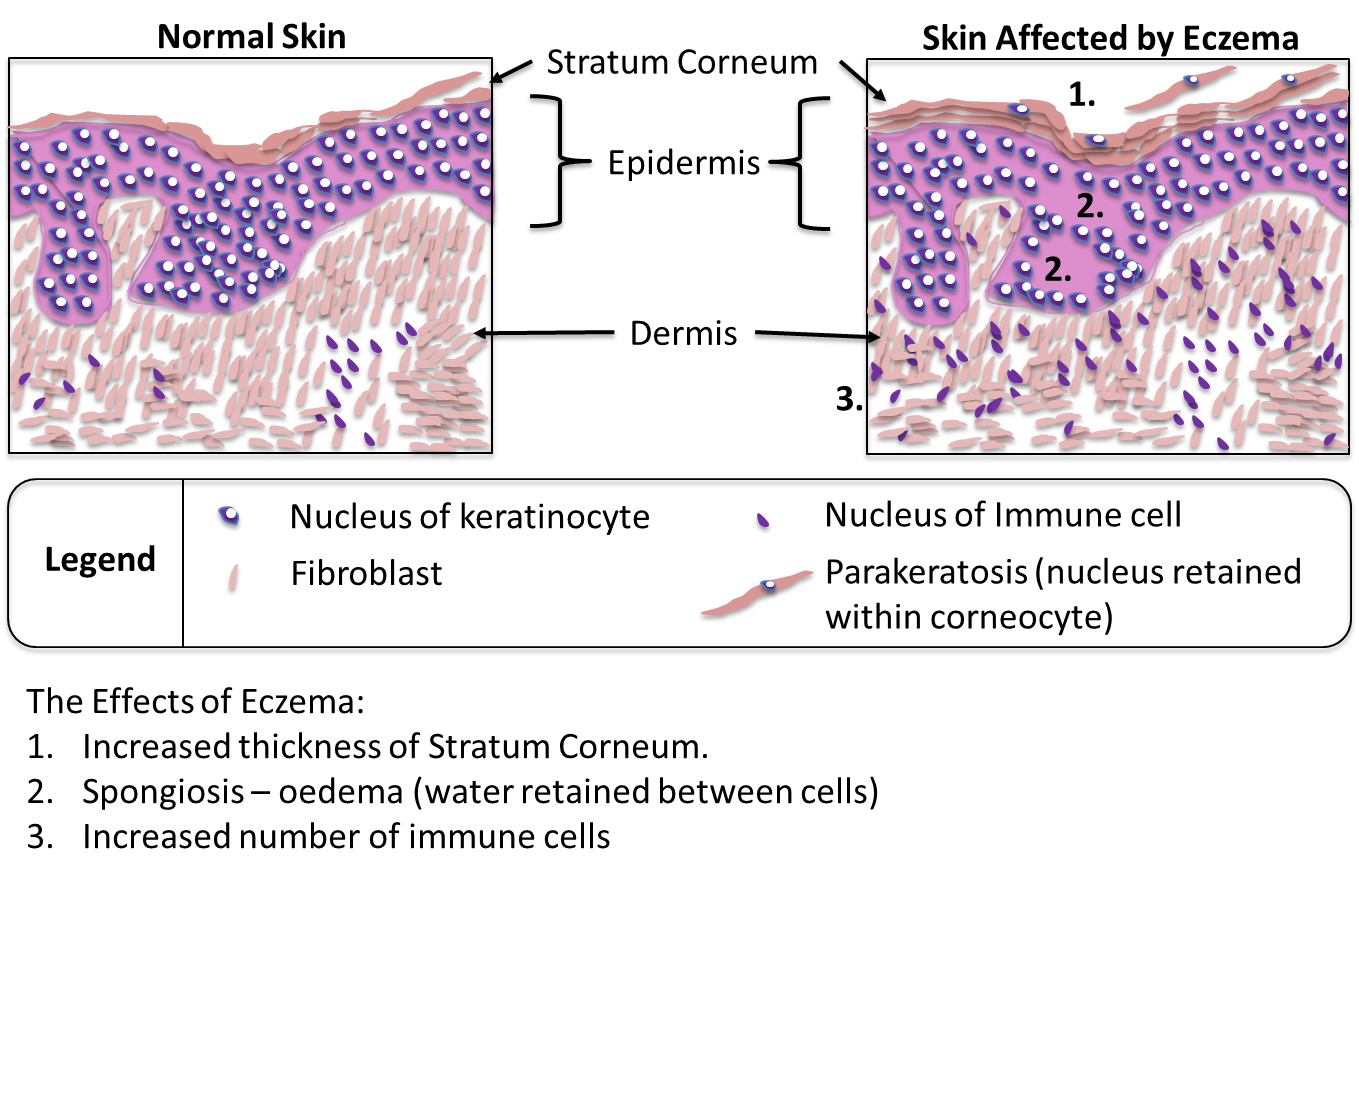 Normal Skin
Skin Affected by Eczema
Stratum Corneum
1.
Epidermis
2.
2.
Dermis
3.
Legend
Nucleus of keratinocyte
Nucleus of Immune cell
Fibroblast
Parakeratosis (nucleus retained
within corneocyte)
The Effects of Eczema:
1. Increased thickness of Stratum Corneum.
2. Spongiosis – oedema (water retained between cells)
3. Increased number of immune cells